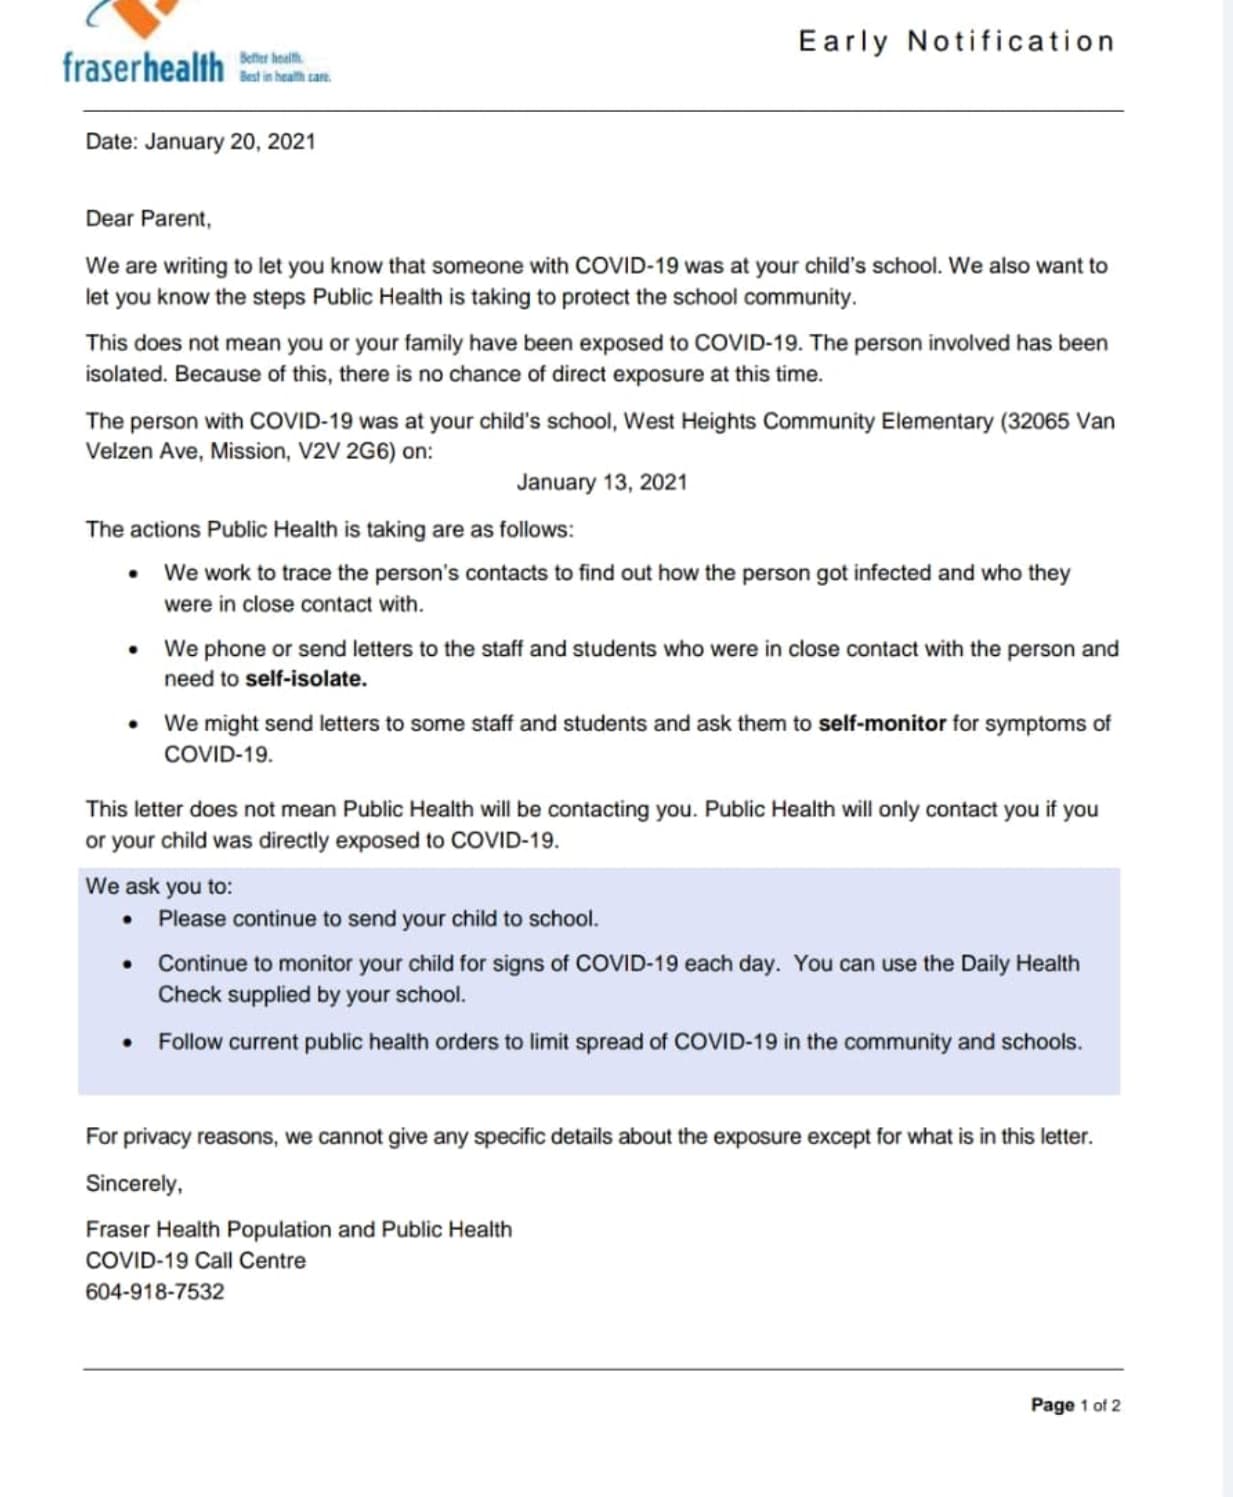 Early Notification
fraserhealth
Better health.
Best in health care.
Date: January 20, 2021
Dear Parent,
We are writing to let you know that someone with COVID-19 was at your child's school. We also want to
let you know the steps Public Health is taking to protect the school community.
This does not mean you or your family have been exposed to COVID-19. The person involved has been
isolated. Because of this, there is no chance of direct exposure at this time.
The person with COVID-19 was at your child's school, West Heights Community Elementary (32065 Van
Velzen Ave, Mission, V2V 2G6) on:
January 13, 2021
The actions Public Health is taking are as follows:
• We work to trace the person's contacts to find out how the person got infected and who they
were in close contact with.
• We phone or send letters to the staff and students who were in close contact with the person and
need to self-isolate.
• We might send letters to some staff and students and ask them to self-monitor for symptoms of
COVID-19.
This letter does not mean Public Health will be contacting you. Public Health will only contact you if you
or your child was directly exposed to COVID-19.
We ask you to:
• Please continue to send your child to school.
• Continue to monitor your child for signs of COVID-19 each day. You can use the Daily Health
Check supplied by your school.
• Follow current public health orders to limit spread of COVID-19 in the community and schools.
For privacy reasons, we cannot give any specific details about the exposure except for what is in this letter.
Sincerely,
Fraser Health Population and Public Health
COVID-19 Call Centre
604-918-7532
Page 1 of 2